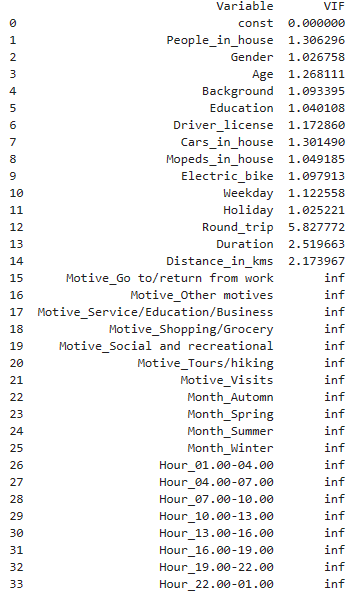 Variable VIF
0 const 0.000000
1 People_in_house 1.306296
2 Gender 1.026758
3 Age 1.268111
4 Background 1.093395
5 Education 1.040108
6 Driver_license 1.172860
7 Cars_in_house 1.301490
8 Mopeds_in_house 1.049185
9 Electric_bike 1.097913
10 Weekday 1.122558
11 Holiday 1.025221
12 Round_trip 5.827772
13 Duration 2.519663
14 Distance_in_kms 2.173967
15 Motive_Go to/return from work inf
16 Motive_Other motives inf
17 Motive_Service/Education/Business inf
18 Motive_Shopping/Grocery inf
19 Motive_Social and recreational inf
20 Motive_Tours/hiking inf
21 Motive_Visits inf
22 Month_Automn inf
23 Month_Spring inf
24 Month_Summer inf
25 Month_Winter inf
26 Hour_01.00-04.00 inf
27 Hour_04.00-07.00 inf
28 Hour_07.00-10.00 inf
29 Hour_10.00-13.00 inf
30 Hour_13.00-16.00 inf
31 Hour_16.00-19.00 inf
32 Hour_19.00-22.00 inf
33 Hour_22.00-01.00 inf